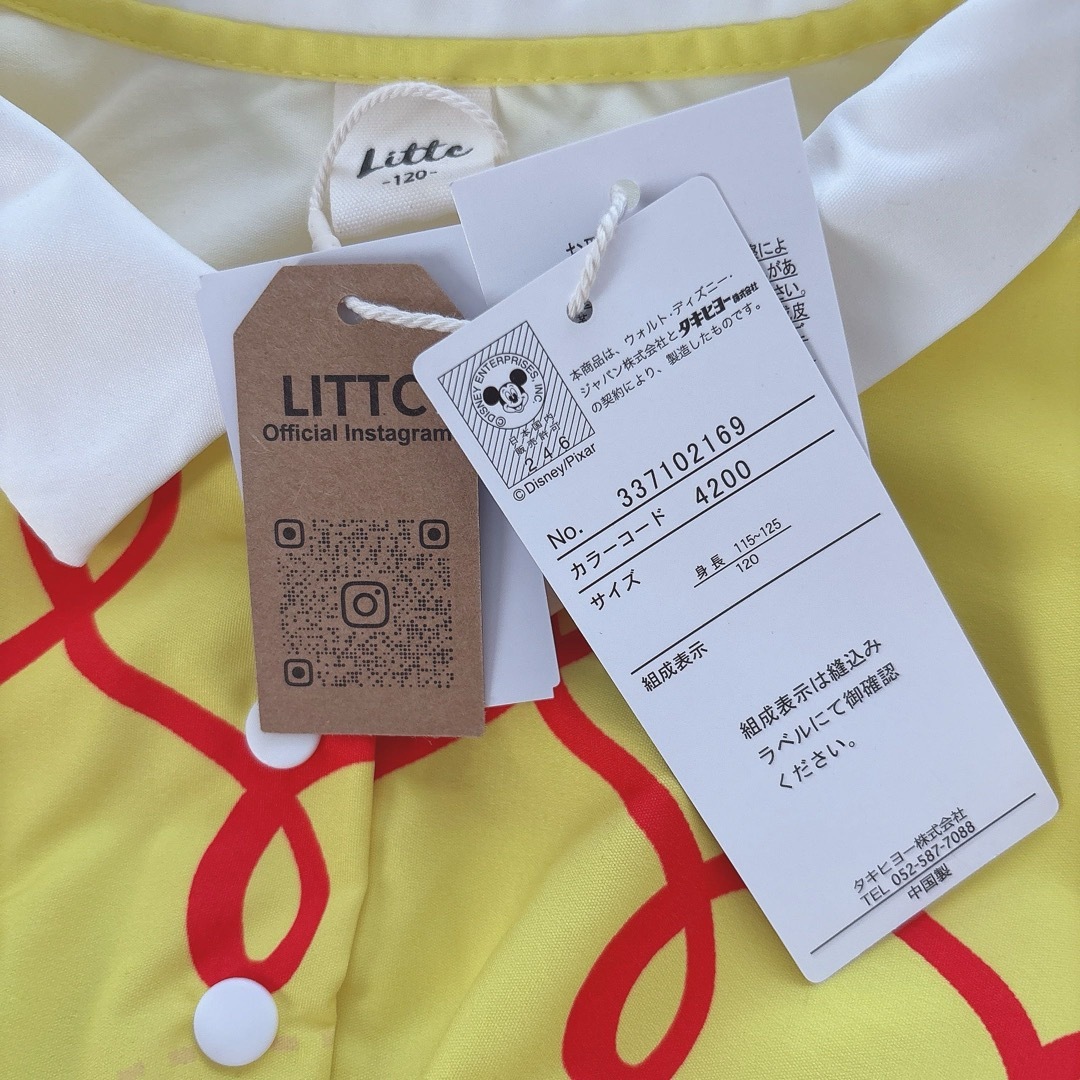 Littc
-120-
LITTC
Official Instagram
©DISNEY ENTERPRISES INC.
日本国内
販売許可
246
©Disney/Pixar
本商品は、ウォルト・ディズニー・
ジャパン株式会社とタキヒヨー株式会社
の契約により、製造したものです。
No. 337102169
カラーコード 4200
サイズ 身長 115~125
120
組成表示
組成表示は縫込み
ラベルにて御確認
ください。
タキヒヨー株式会社
TEL 052-587-7088
中国製
があ
さい。
皮